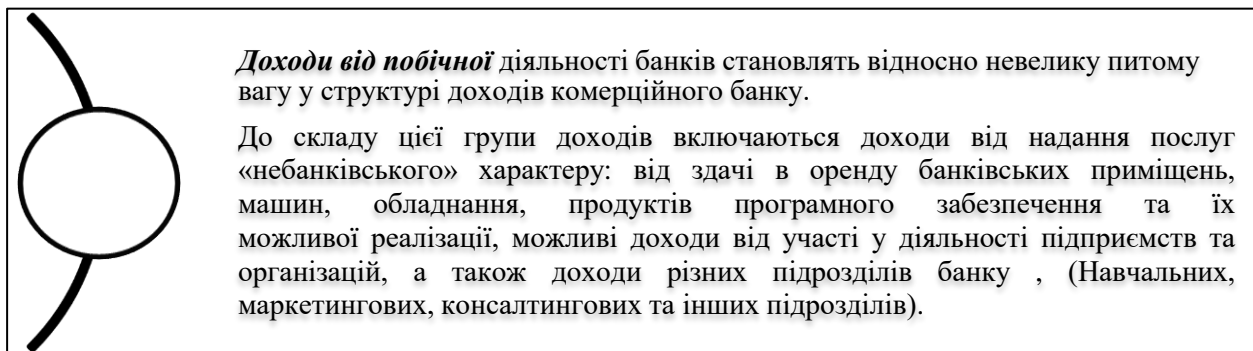 Доходи від побічної діяльності банків становлять відносно невелику питому
вагу у структурі доходів комерційного банку.
До складу цієї групи доходів включаються доходи від надання послуг
«небанківського» характеру: від здачі в оренду банківських приміщень,
машин, обладнання, продуктів програмного забезпечення та їх
можливої реалізації, можливі доходи від участі у діяльності підприємств та
організацій, а також доходи різних підрозділів банку , (Навчальних,
маркетингових, консалтингових та інших підрозділів).